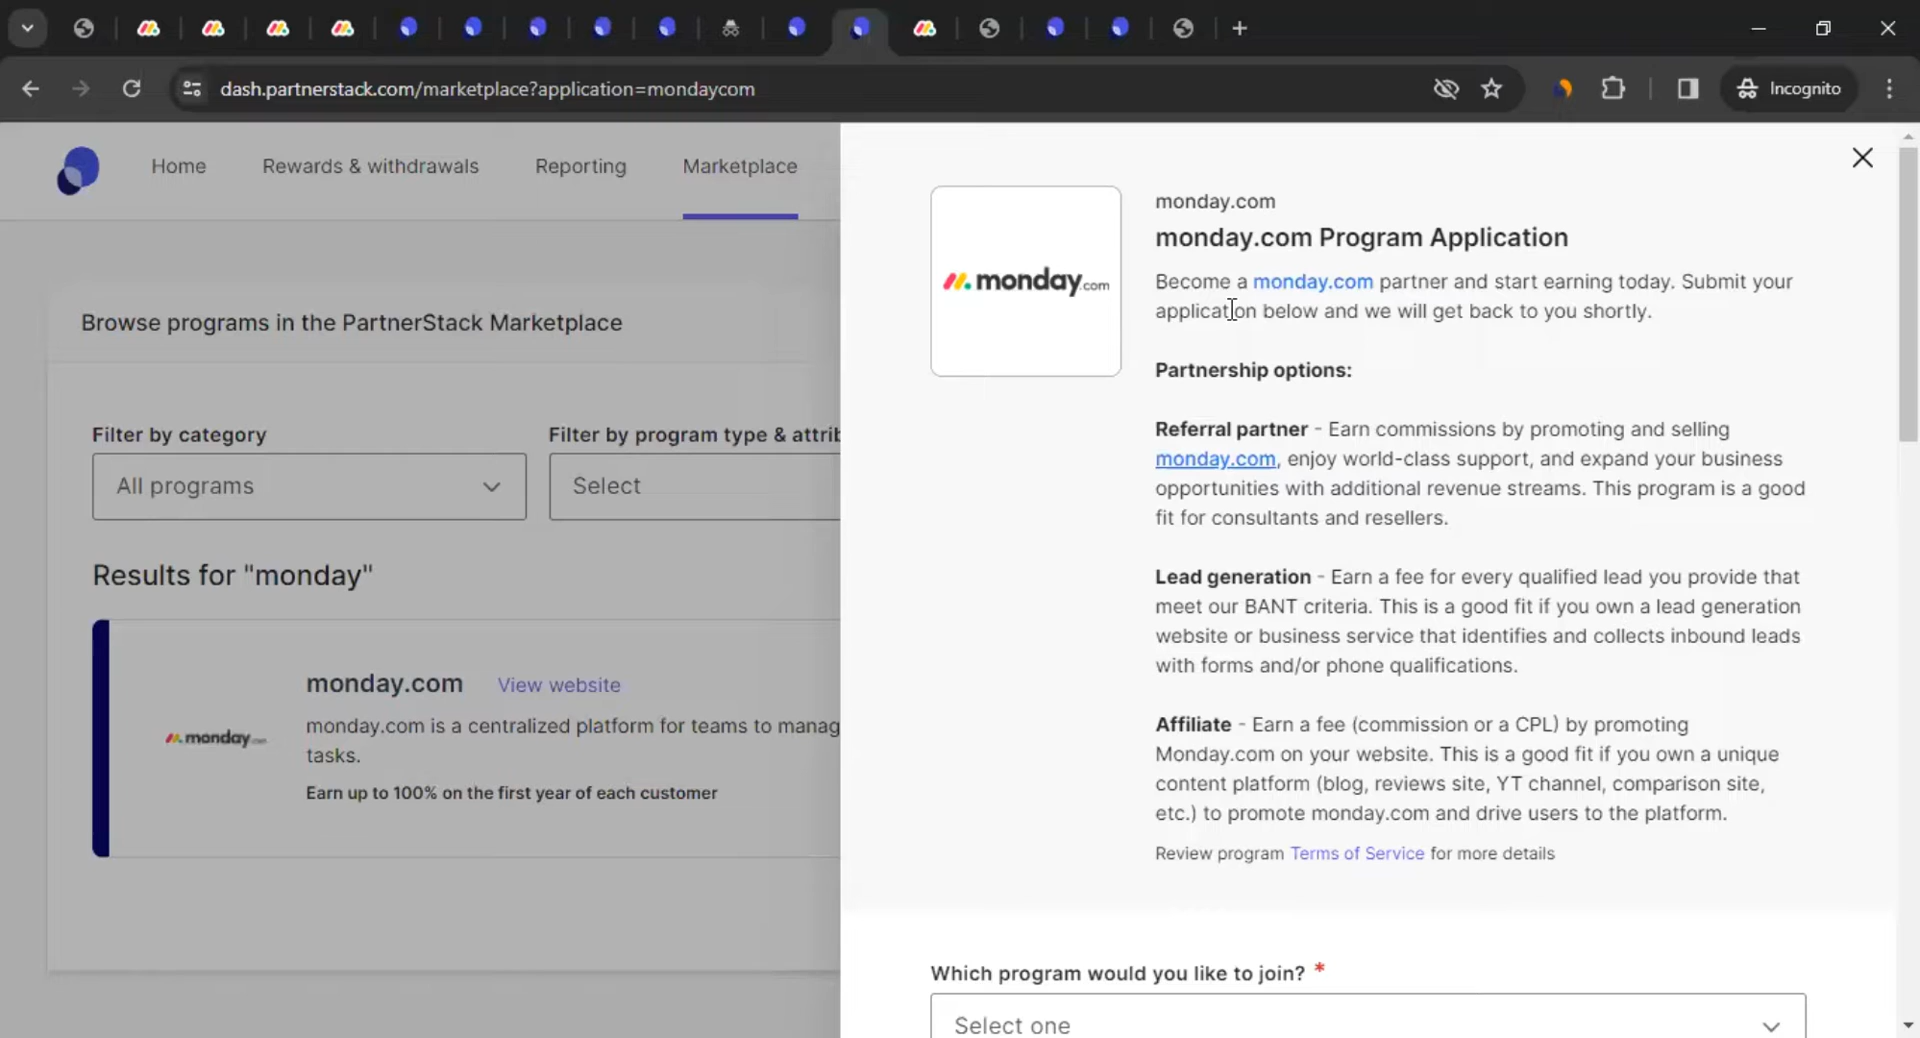 dash.partnerstack.com/marketplace?application=mondaycom
Incognito
Home
Rewards & withdrawals
Reporting
Marketplace
Browse programs in the PartnerStack Marketplace
Filter by category
Filter by program type & attrib
All programs
Select
Results for "monday"
monday.com
monday.com
View website
monday.com is a centralized platform for teams to manag
tasks.
Earn up to 100% on the first year of each customer
monday.com
monday.com
monday.com Program Application
Become a monday.com partner and start earning today. Submit your
application below and we will get back to you shortly.
Partnership options:
Referral partner - Earn commissions by promoting and selling
monday.com, enjoy world-class support, and expand your business
opportunities with additional revenue streams. This program is a good
fit for consultants and resellers.
Lead generation - Earn a fee for every qualified lead you provide that
meet our BANT criteria. This is a good fit if you own a lead generation
website or business service that identifies and collects inbound leads
with forms and/or phone qualifications.
Affiliate - Earn a fee (commission or a CPL) by promoting
Monday.com on your website. This is a good fit if you own a unique
content platform (blog, reviews site, YT channel, comparison site,
etc.) to promote monday.com and drive users to the platform.
Review program Terms of Service for more details
Which program would you like to join? *
Select one